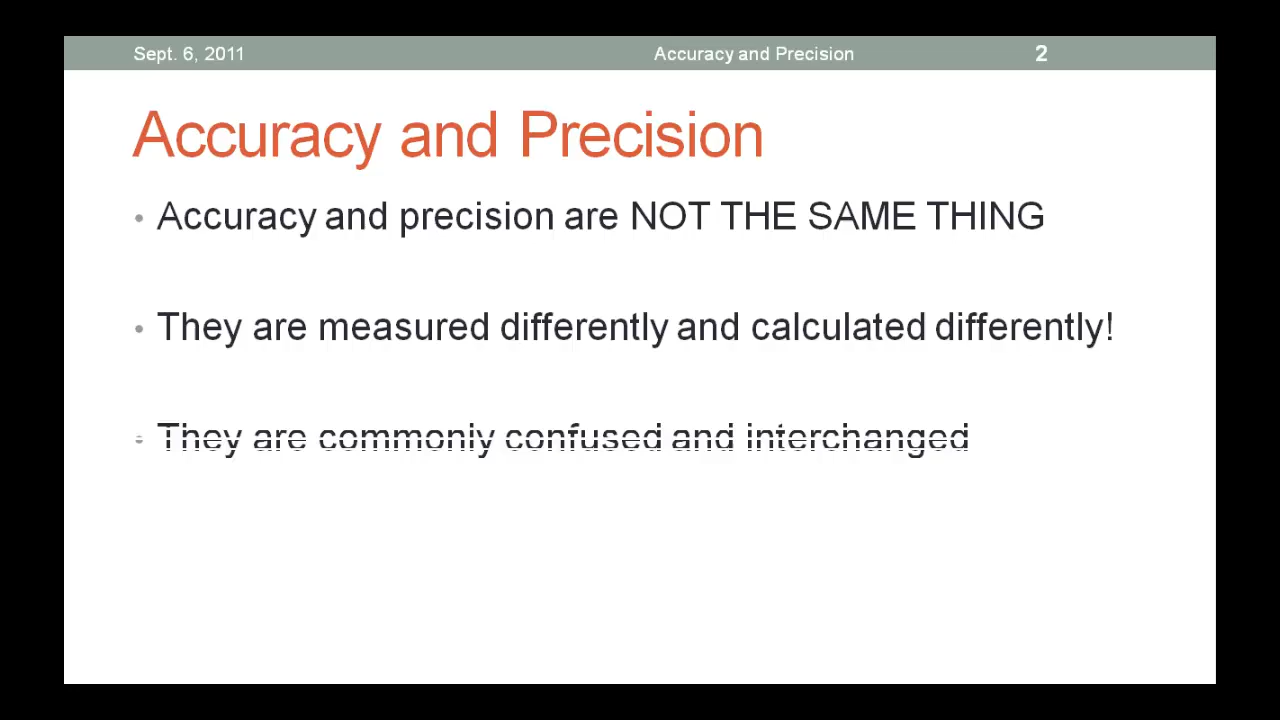 Sept. 6, 2011 Accuracy and Precision 2
Accuracy and Precision
• Accuracy and precision are NOT THE SAME THING
• They are measured differently and calculated differently!
• They are commonly confused and interchanged